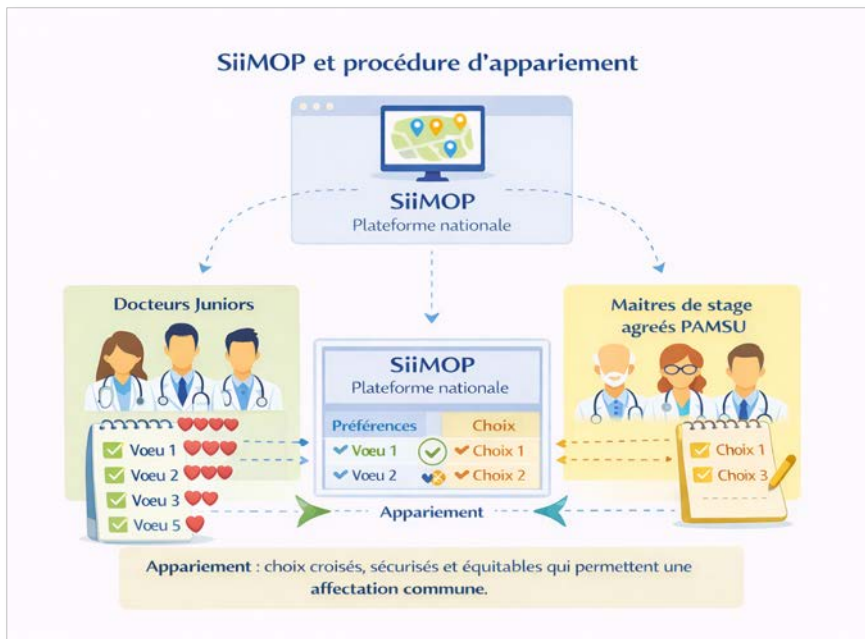 SiiMOP et procédure d'appariement
SiiMOP
Plateforme nationale
Docteurs Juniors
Voeu 1
Voeu 2
Voeu 3
Voeu 5
SiiMOP
Plateforme nationale
Préférences Choix
Voeu 1 Choix 1
Voeu 2 Choix 2
Appariement
Maitres de stage
agreés PAMSU
Choix 1
Choix 3
Appariement : choix croisés, sécurisés et équitables qui permettent une
affectation commune.